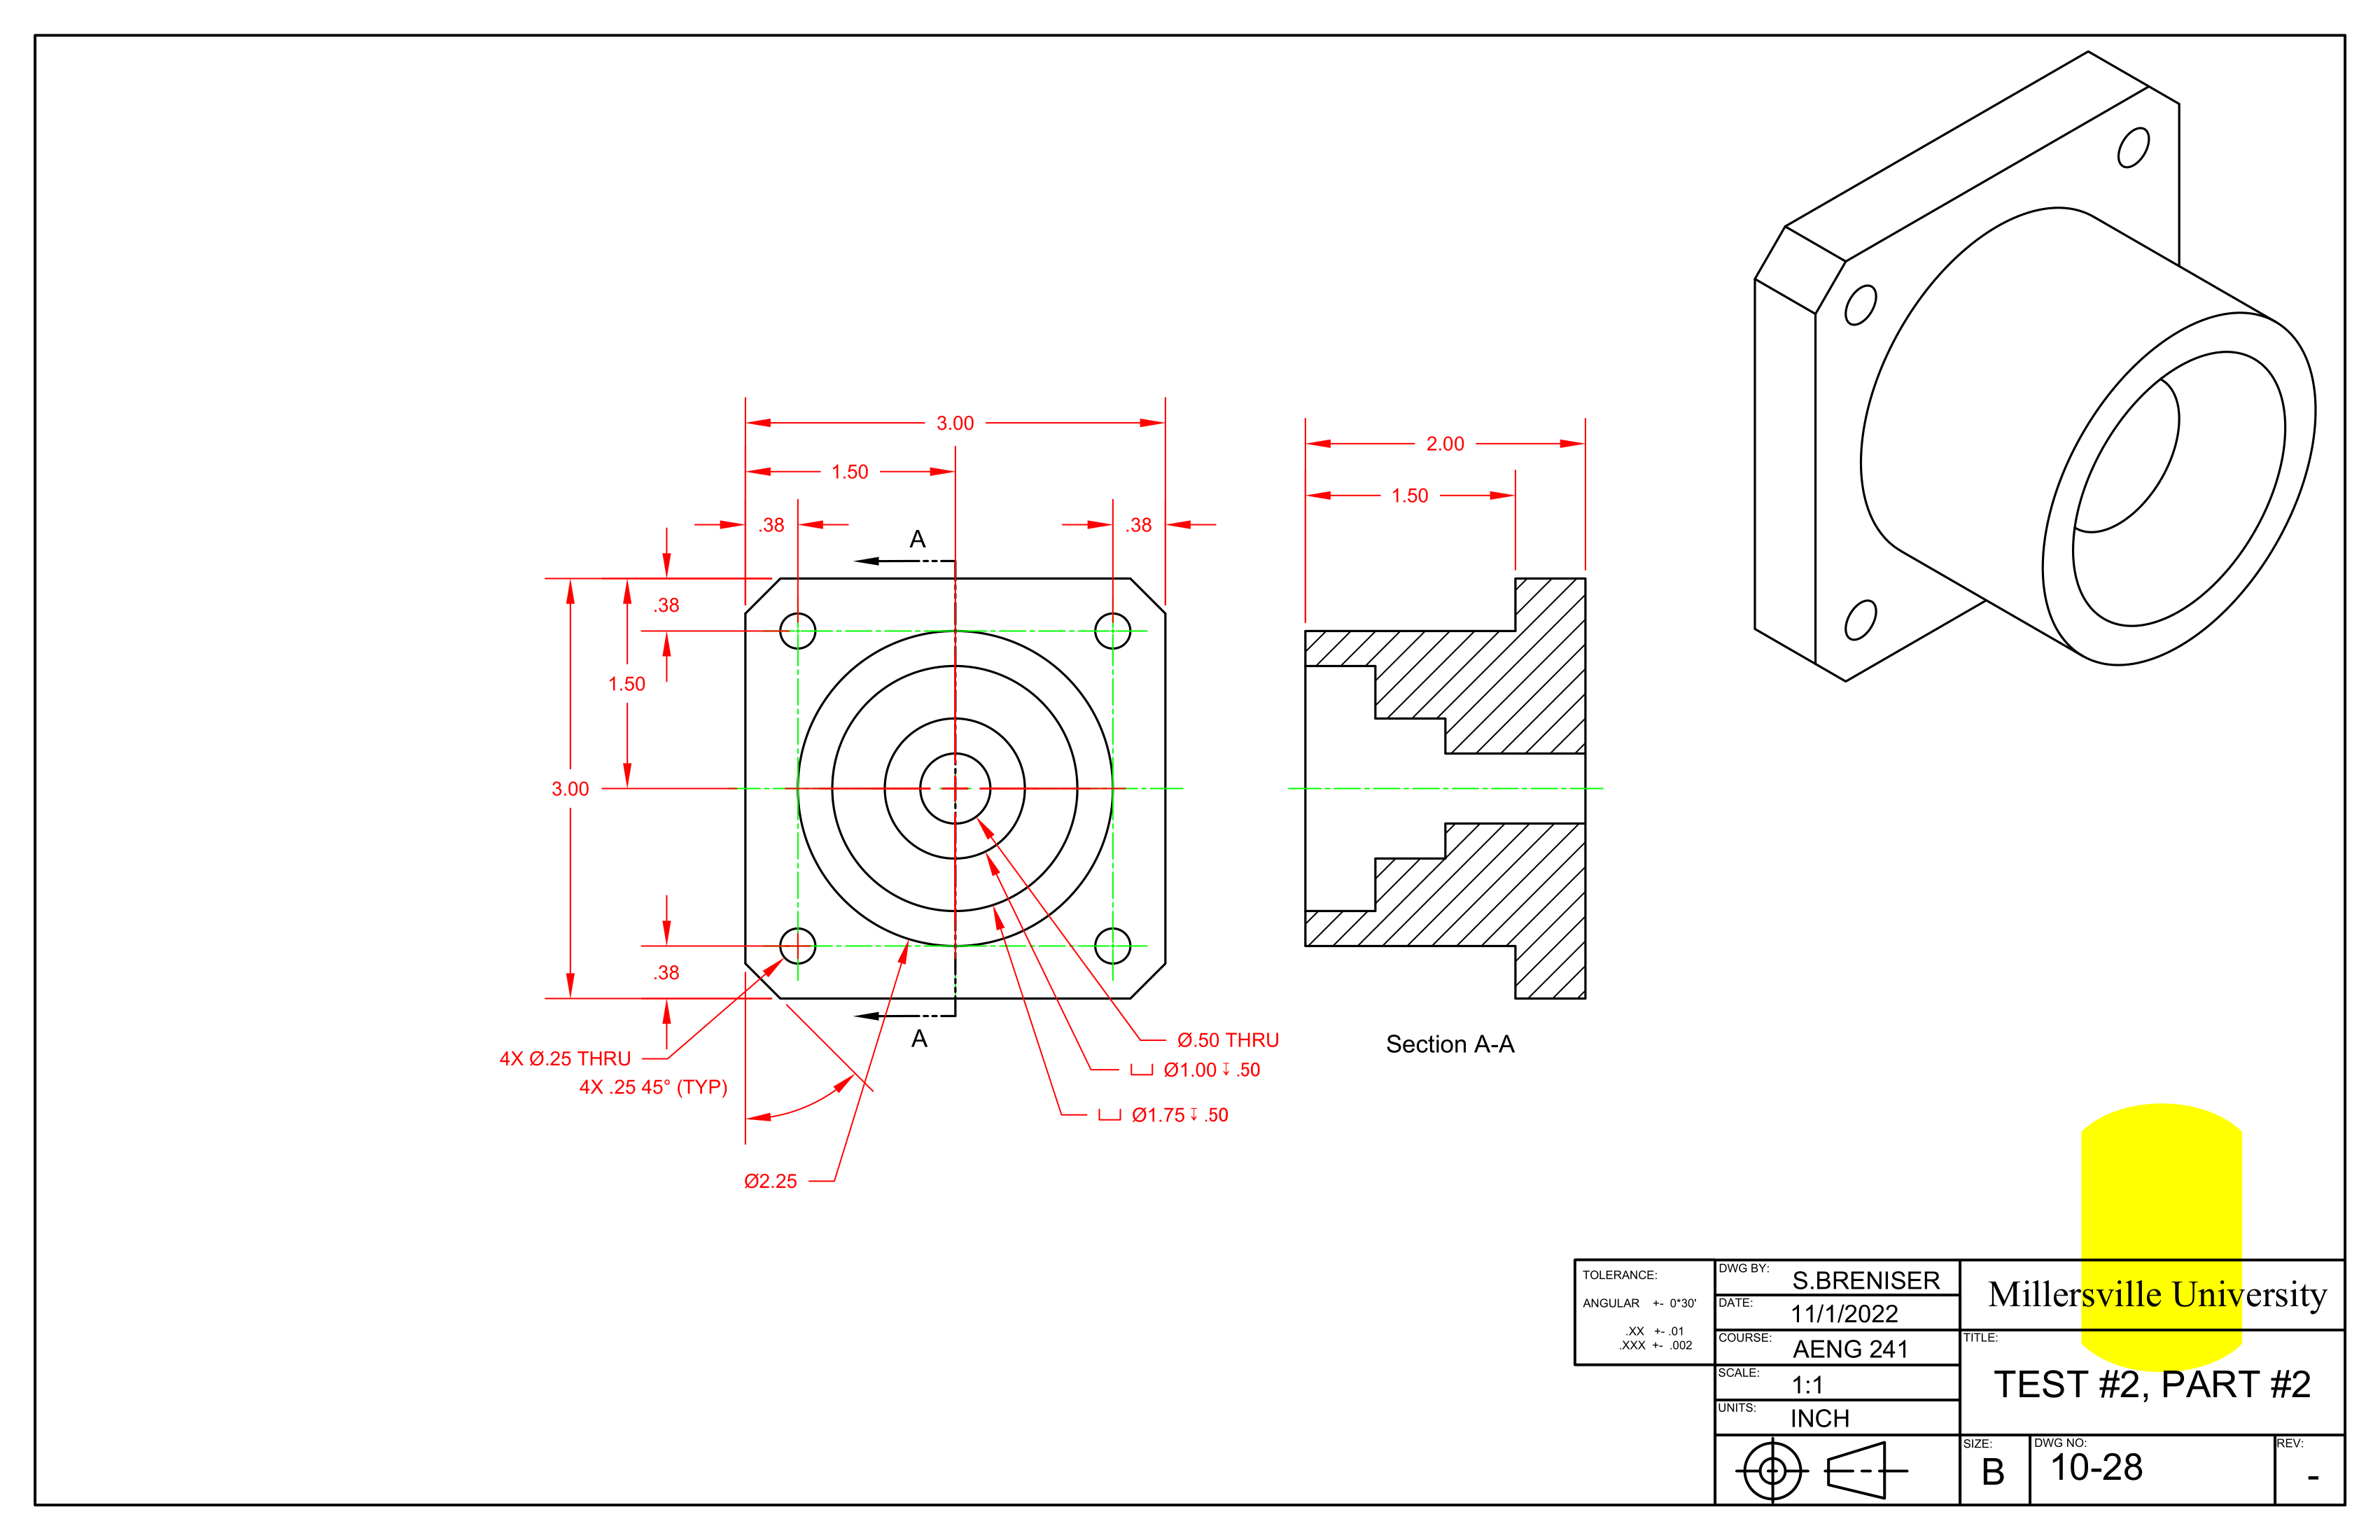 3.00
2.00
1.50
1.50
.38
.38
A
.38
1.50
3.00
.38
A
Ø.50 THRU
Section A-A
4X Ø.25 THRU
⌴ Ø1.00 ↧ .50
4X .25 45° (TYP)
⌴ Ø1.75 ↧ .50
Ø2.25
TOLERANCE:
ANGULAR +- 0*30'
.XX +- .01
.XXX +- .002
DWG BY: S.BRENISER
DATE: 11/1/2022
COURSE: AENG 241
SCALE: 1:1
UNITS: INCH
Millersville University
TITLE:
TEST #2, PART #2
SIZE: B
DWG NO: 10-28
REV: -